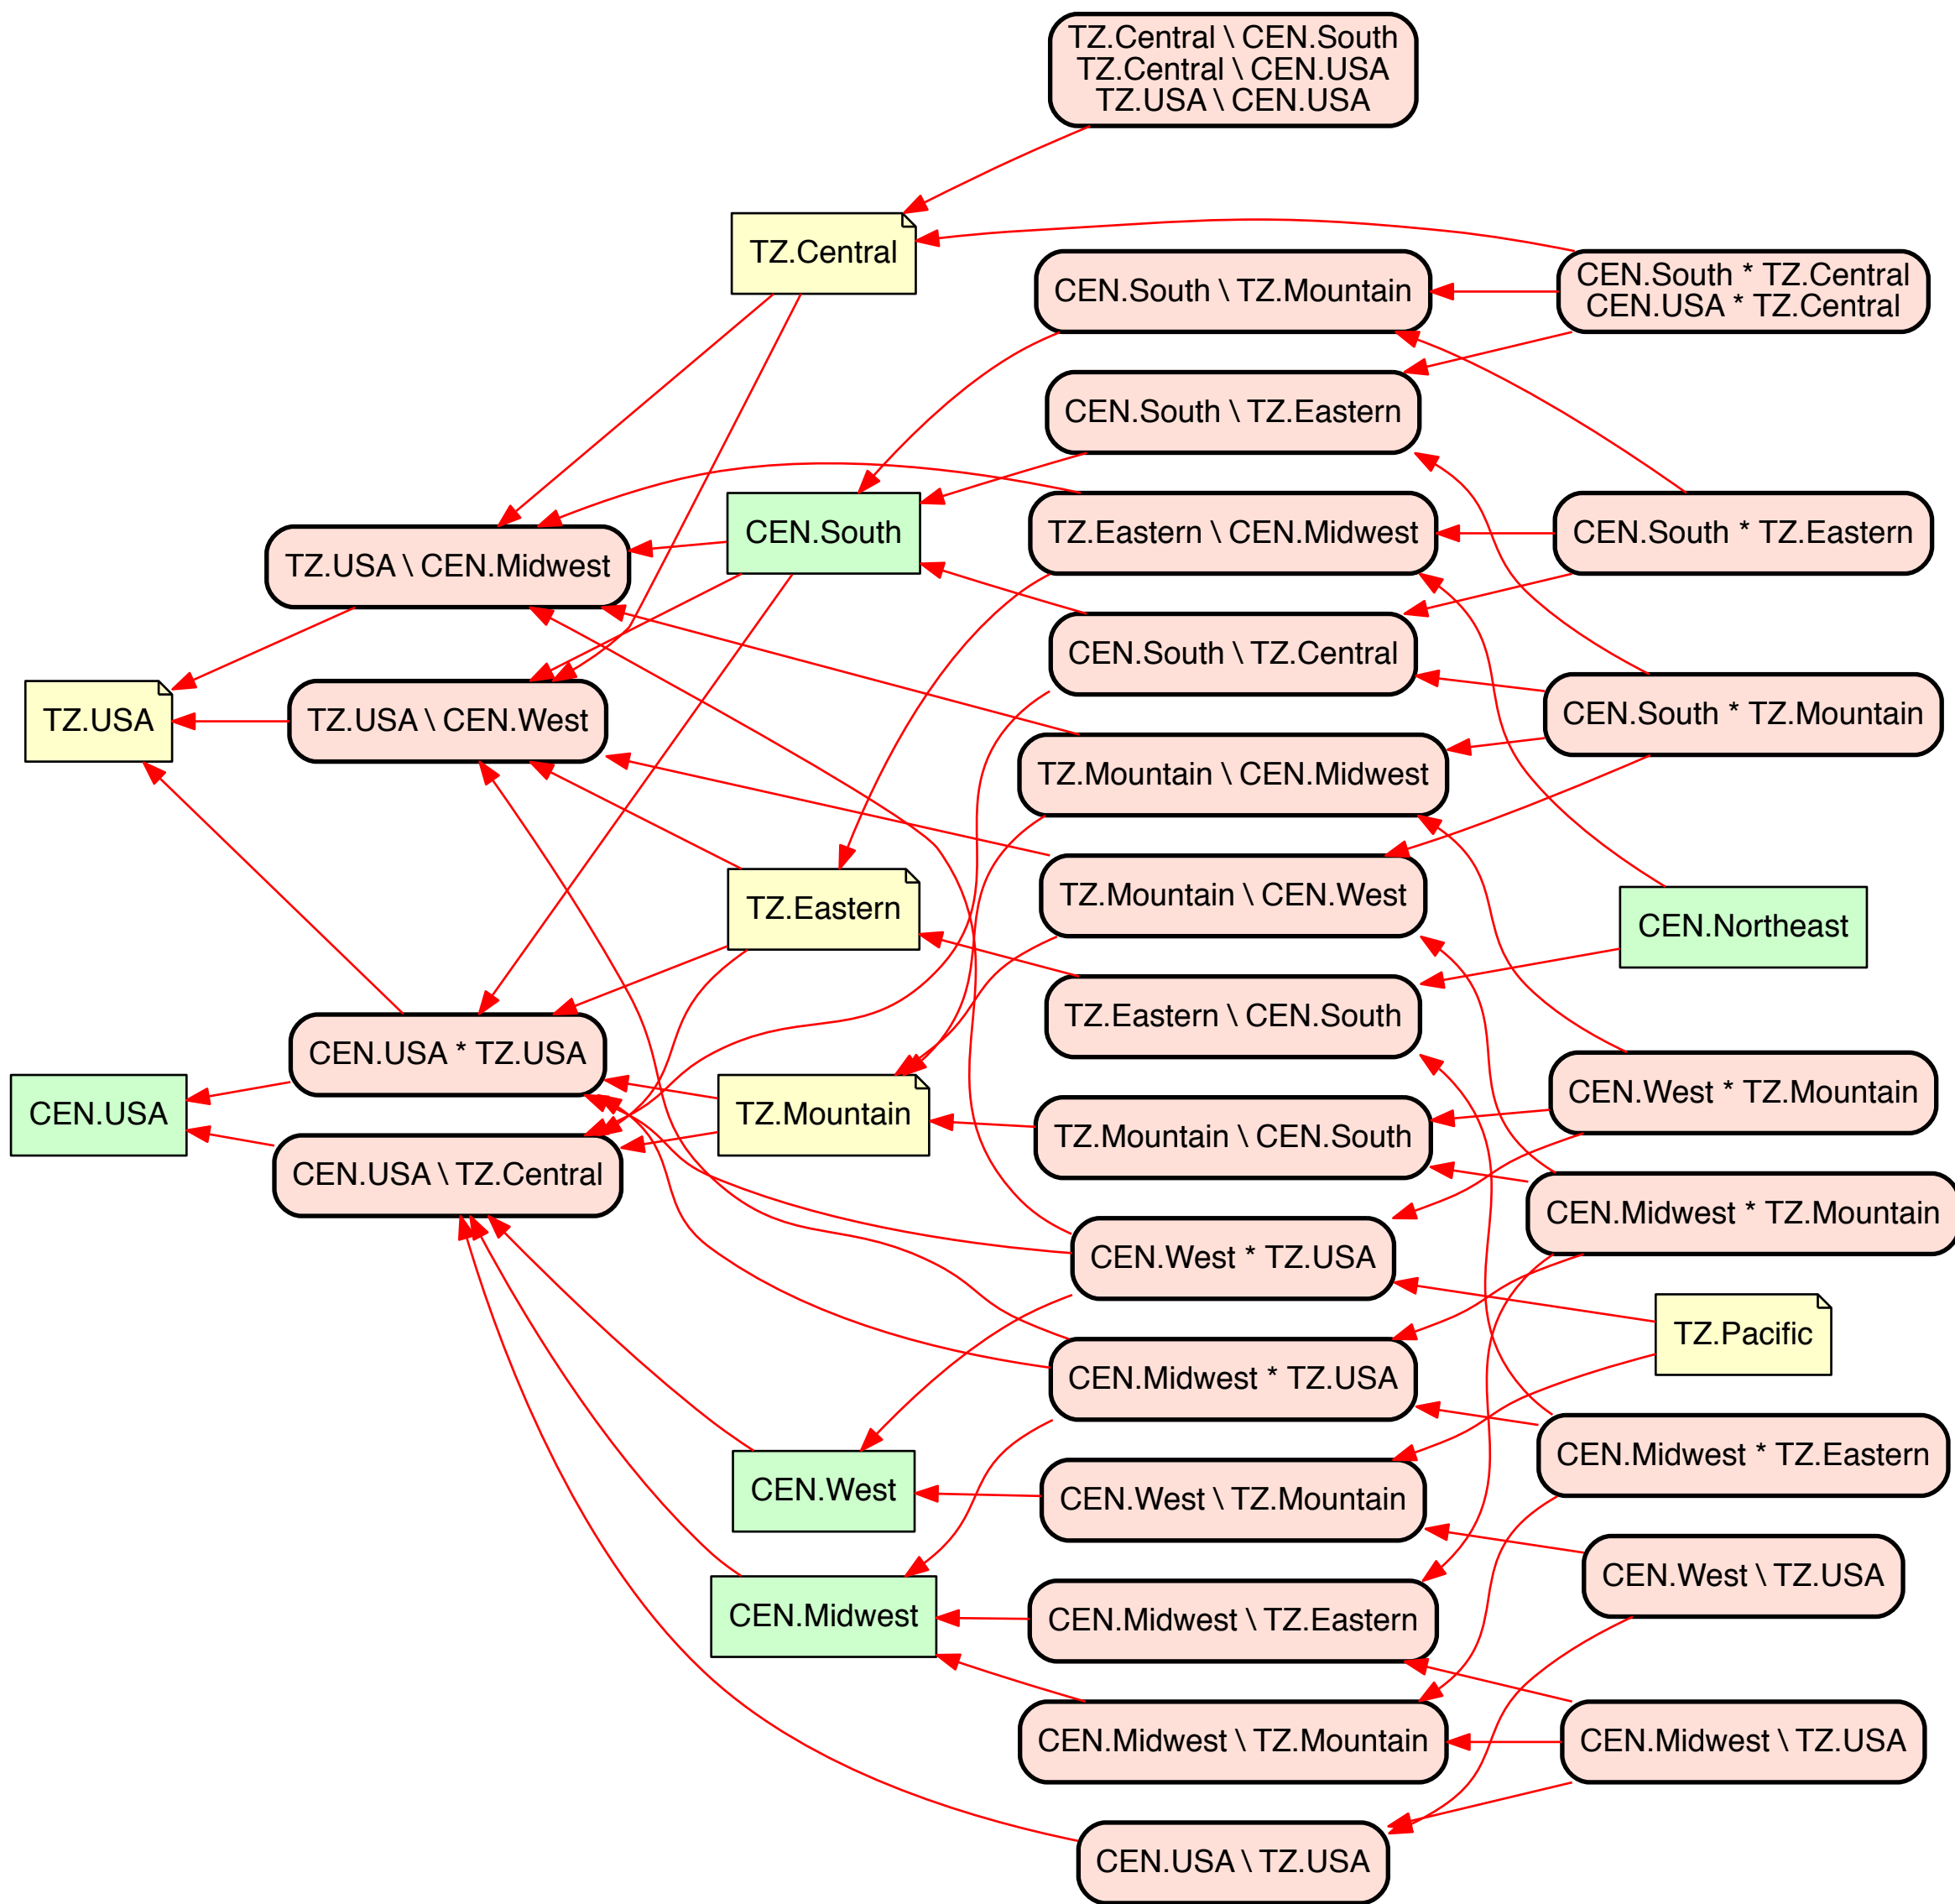 TZ.Central \ CEN.South
TZ.Central \ CEN.USA
TZ.USA \ CEN.USA
TZ.Central
CEN.South \ TZ.Mountain
CEN.South * TZ.Central
CEN.USA * TZ.Central
CEN.South \ TZ.Eastern
CEN.South
TZ.Eastern \ CEN.Midwest
CEN.South * TZ.Eastern
TZ.USA \ CEN.Midwest
CEN.South \ TZ.Central
TZ.USA
TZ.USA \ CEN.West
CEN.South * TZ.Mountain
TZ.Mountain \ CEN.Midwest
TZ.Eastern
TZ.Mountain \ CEN.West
CEN.Northeast
TZ.Eastern \ CEN.South
CEN.USA * TZ.USA
CEN.West * TZ.Mountain
CEN.USA
TZ.Mountain
TZ.Mountain \ CEN.South
CEN.USA \ TZ.Central
CEN.Midwest * TZ.Mountain
CEN.West * TZ.USA
TZ.Pacific
CEN.Midwest * TZ.USA
CEN.Midwest * TZ.Eastern
CEN.West
CEN.West \ TZ.Mountain
CEN.West \ TZ.USA
CEN.Midwest
CEN.Midwest \ TZ.Eastern
CEN.Midwest \ TZ.Mountain
CEN.Midwest \ TZ.USA
CEN.USA \ TZ.USA